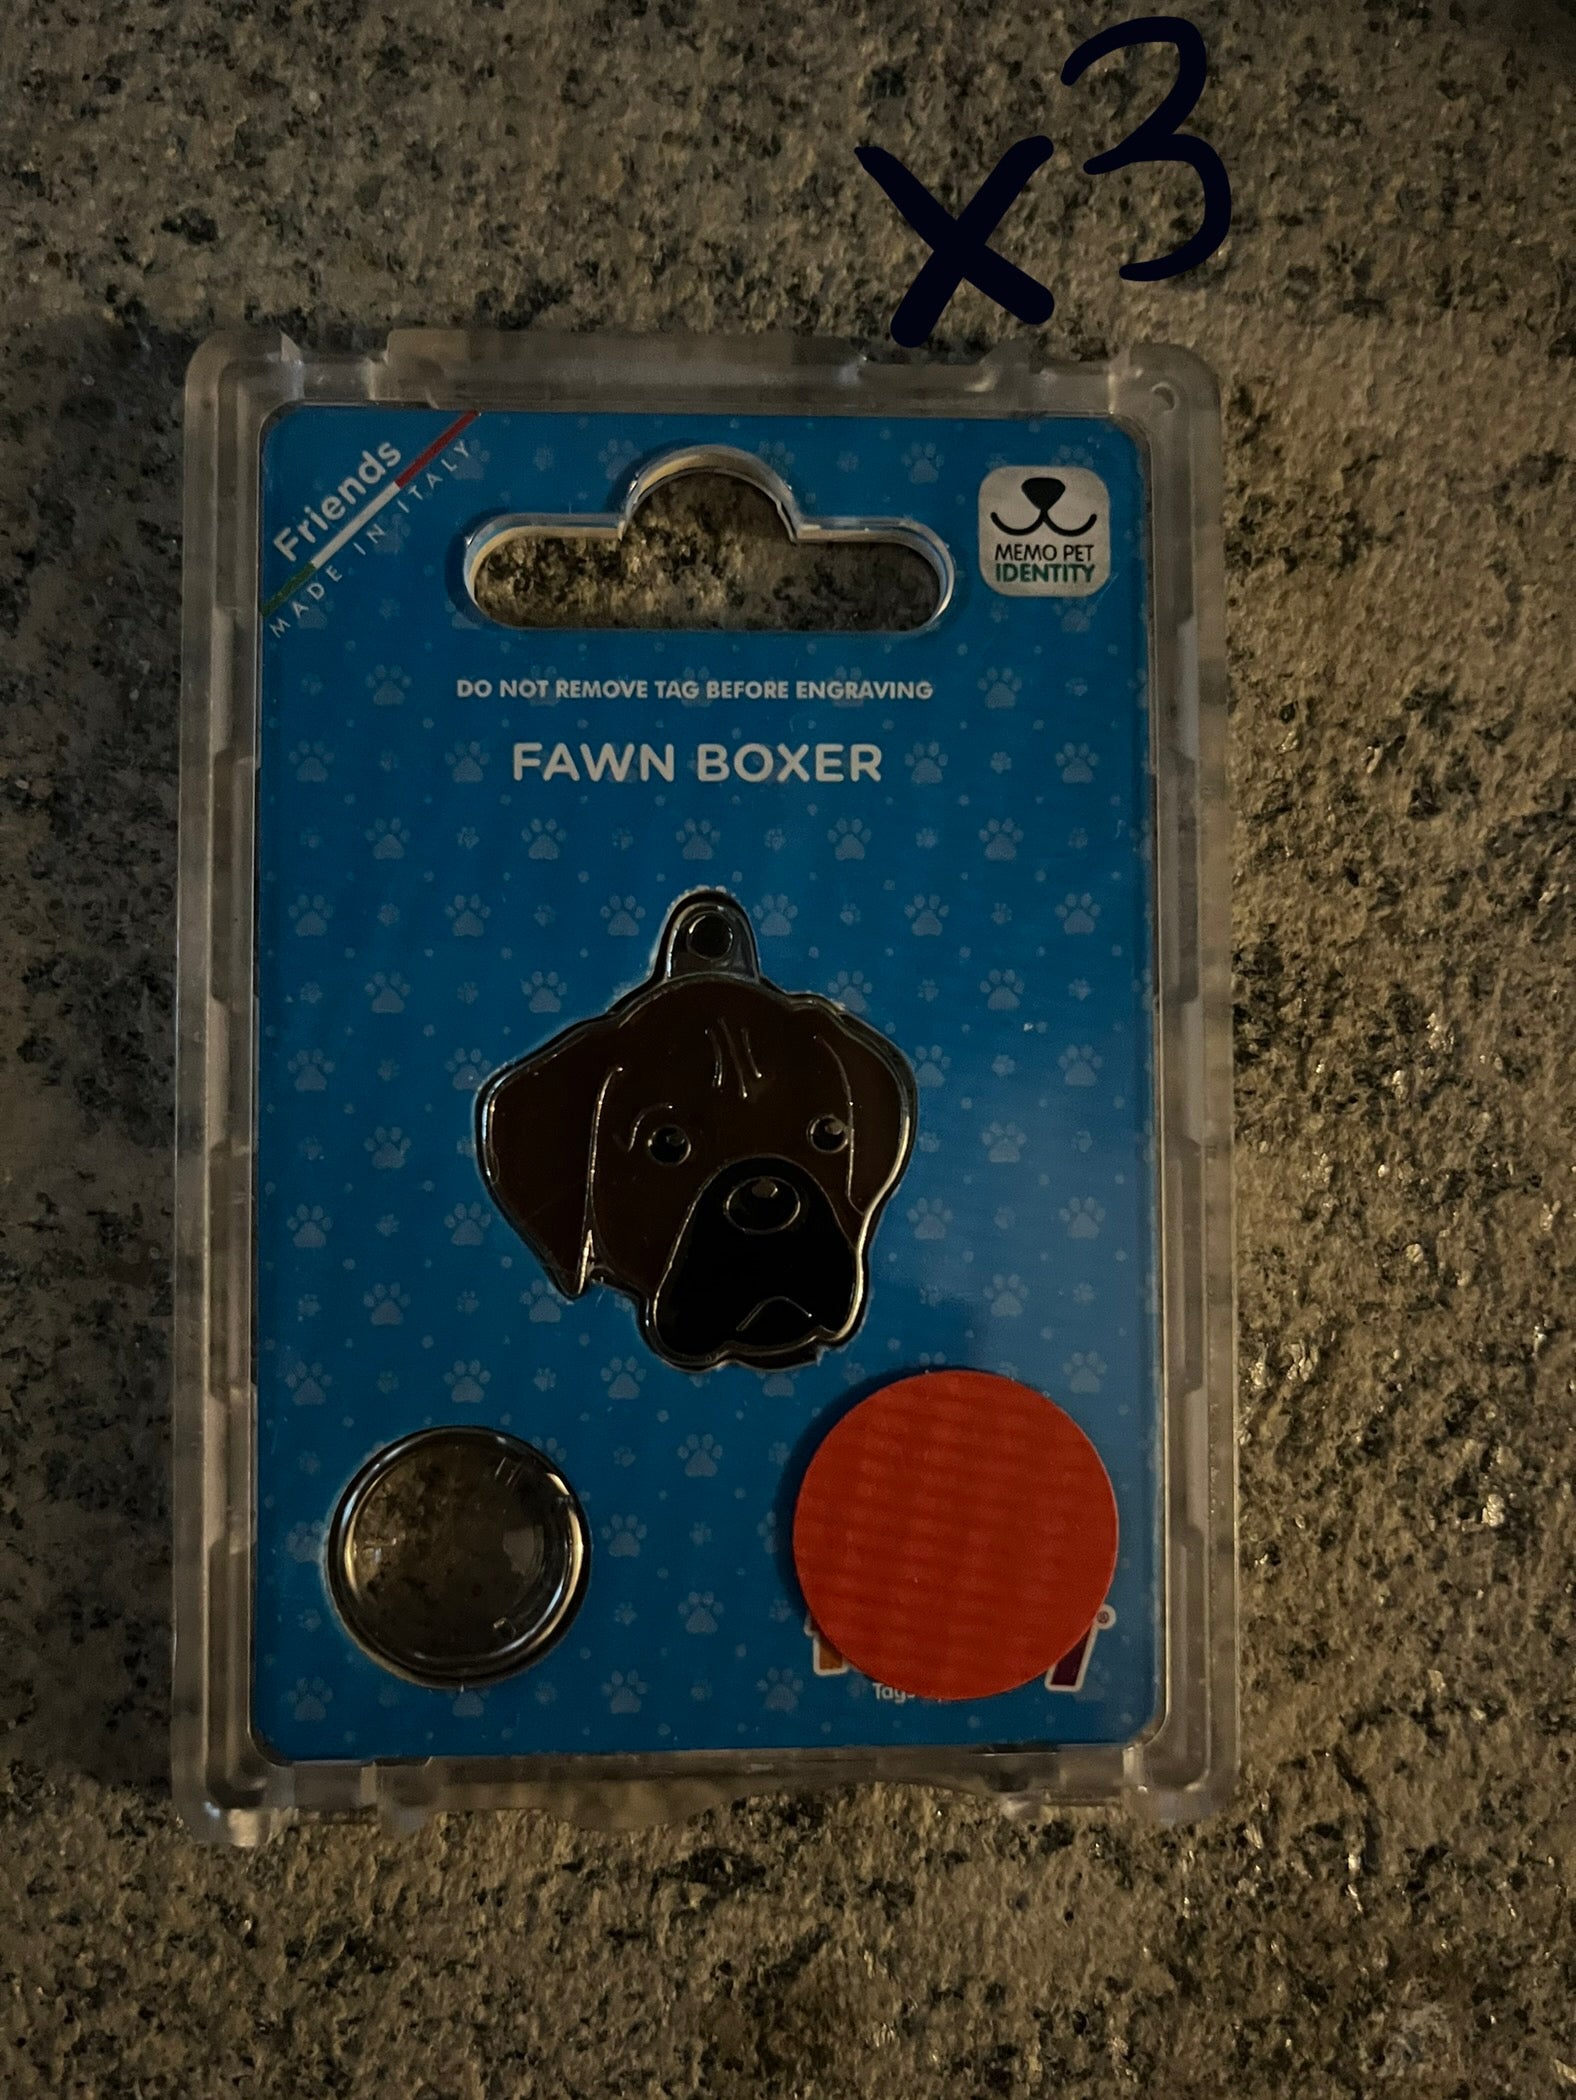 x3
Friends
MADE IN ITALY
MEMO PET
IDENTITY
DO NOT REMOVE TAG BEFORE ENGRAVING
FAWN BOXER